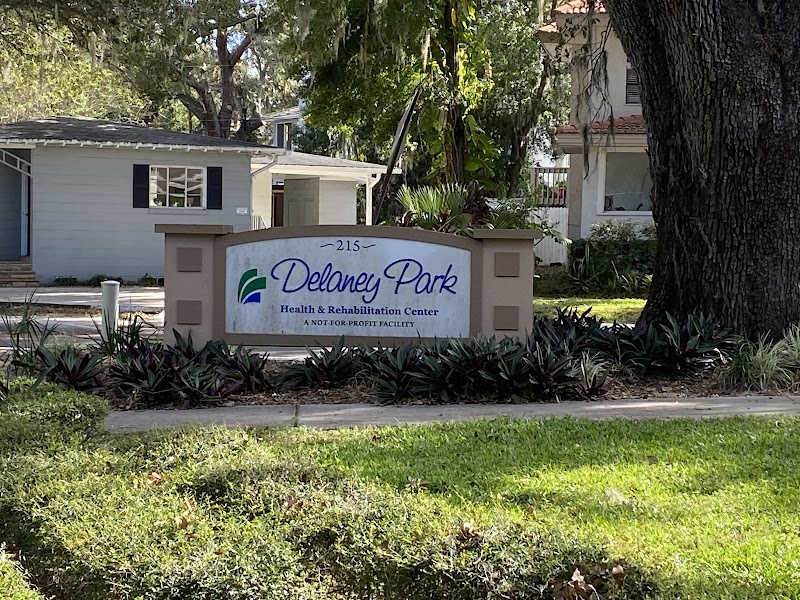 ~215~
Delaney Park
Health & Rehabilitation Center
A NOT-FOR-PROFIT FACILITY